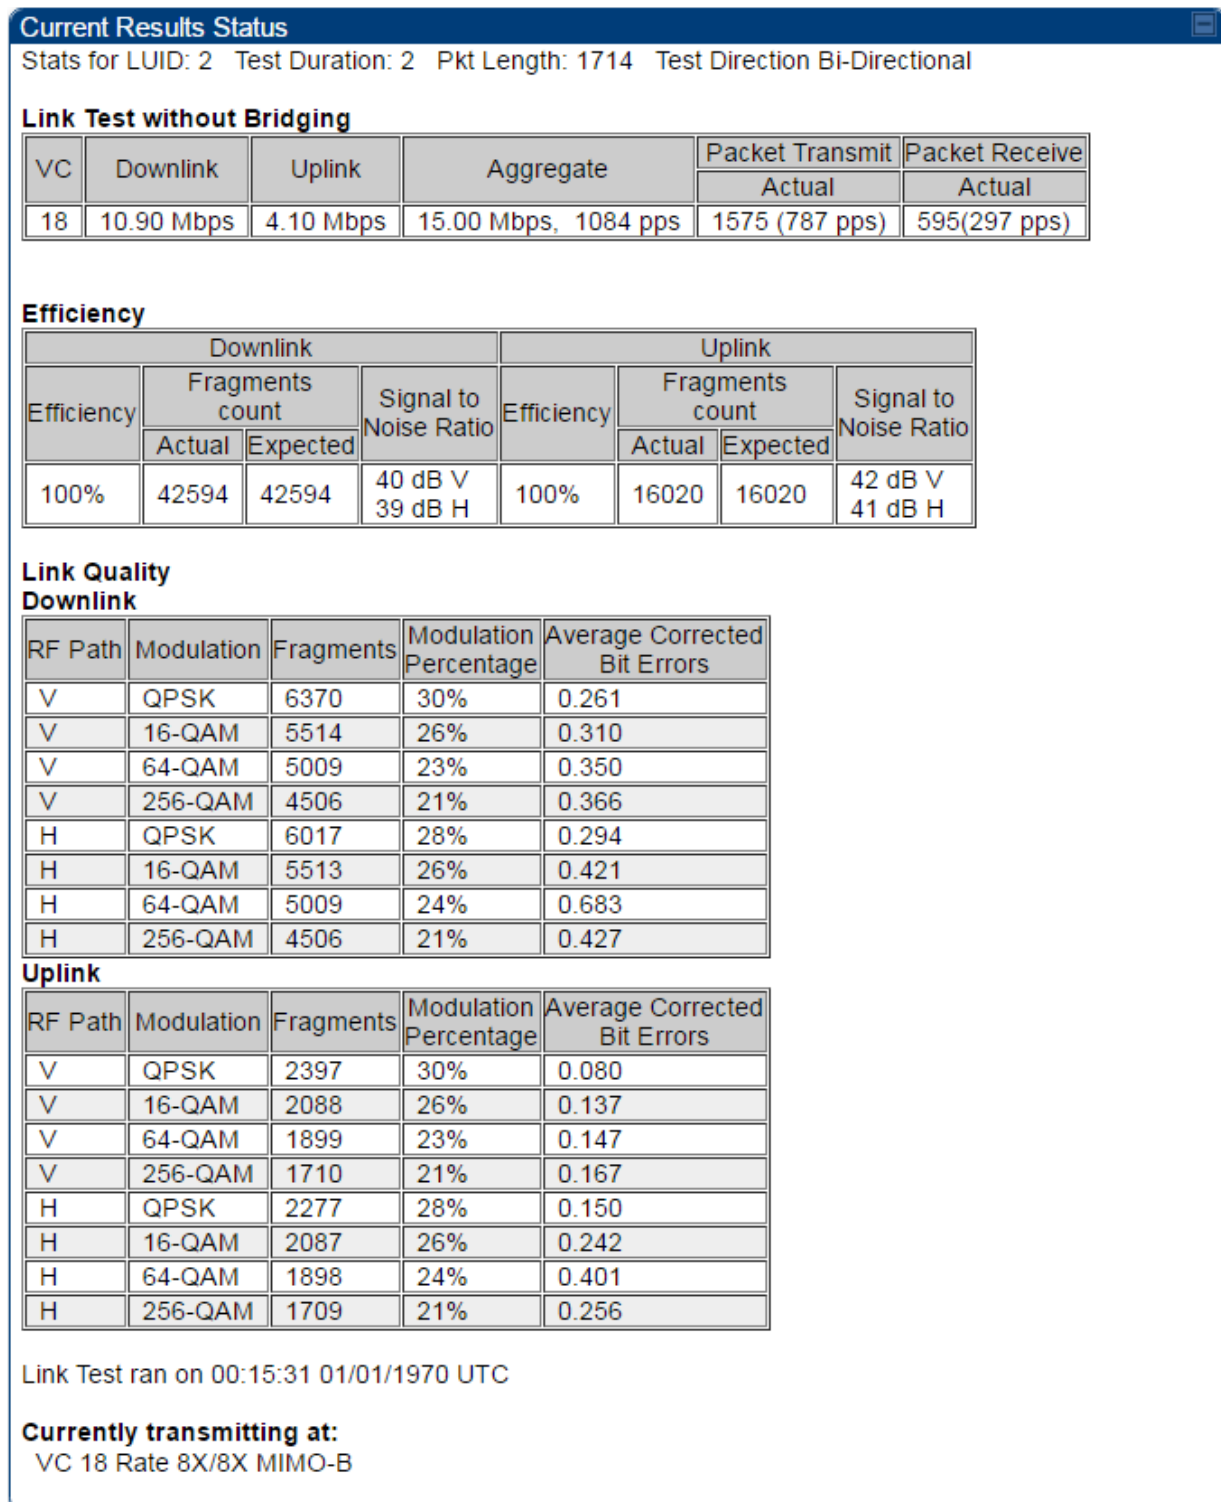 Current Results Status
Stats for LUID: 2 Test Duration: 2 Pkt Length: 1714 Test Direction Bi-Directional
Link Test without Bridging
VC Downlink Uplink Aggregate Packet Transmit Packet Receive
Actual Actual
18 10.90 Mbps 4.10 Mbps 15.00 Mbps, 1084 pps 1575 (787 pps) 595(297 pps)
Efficiency
Downlink Uplink
Efficiency Fragments count Signal to Noise Ratio Efficiency Fragments count Signal to Noise Ratio
Actual Expected Actual Expected
100% 42594 42594 40 dB V 39 dB H 100% 16020 16020 42 dB V 41 dB H
Link Quality
Downlink
RF Path Modulation Fragments Modulation Percentage Average Corrected Bit Errors
V QPSK 6370 30% 0.261
V 16-QAM 5514 26% 0.310
V 64-QAM 5009 23% 0.350
V 256-QAM 4506 21% 0.366
H QPSK 6017 28% 0.294
H 16-QAM 5513 26% 0.421
H 64-QAM 5009 24% 0.683
H 256-QAM 4506 21% 0.427
Uplink
RF Path Modulation Fragments Modulation Percentage Average Corrected Bit Errors
V QPSK 2397 30% 0.080
V 16-QAM 2088 26% 0.137
V 64-QAM 1899 23% 0.147
V 256-QAM 1710 21% 0.167
H QPSK 2277 28% 0.150
H 16-QAM 2087 26% 0.242
H 64-QAM 1898 24% 0.401
H 256-QAM 1709 21% 0.256
Link Test ran on 00:15:31 01/01/1970 UTC
Currently transmitting at:
VC 18 Rate 8X/8X MIMO-B